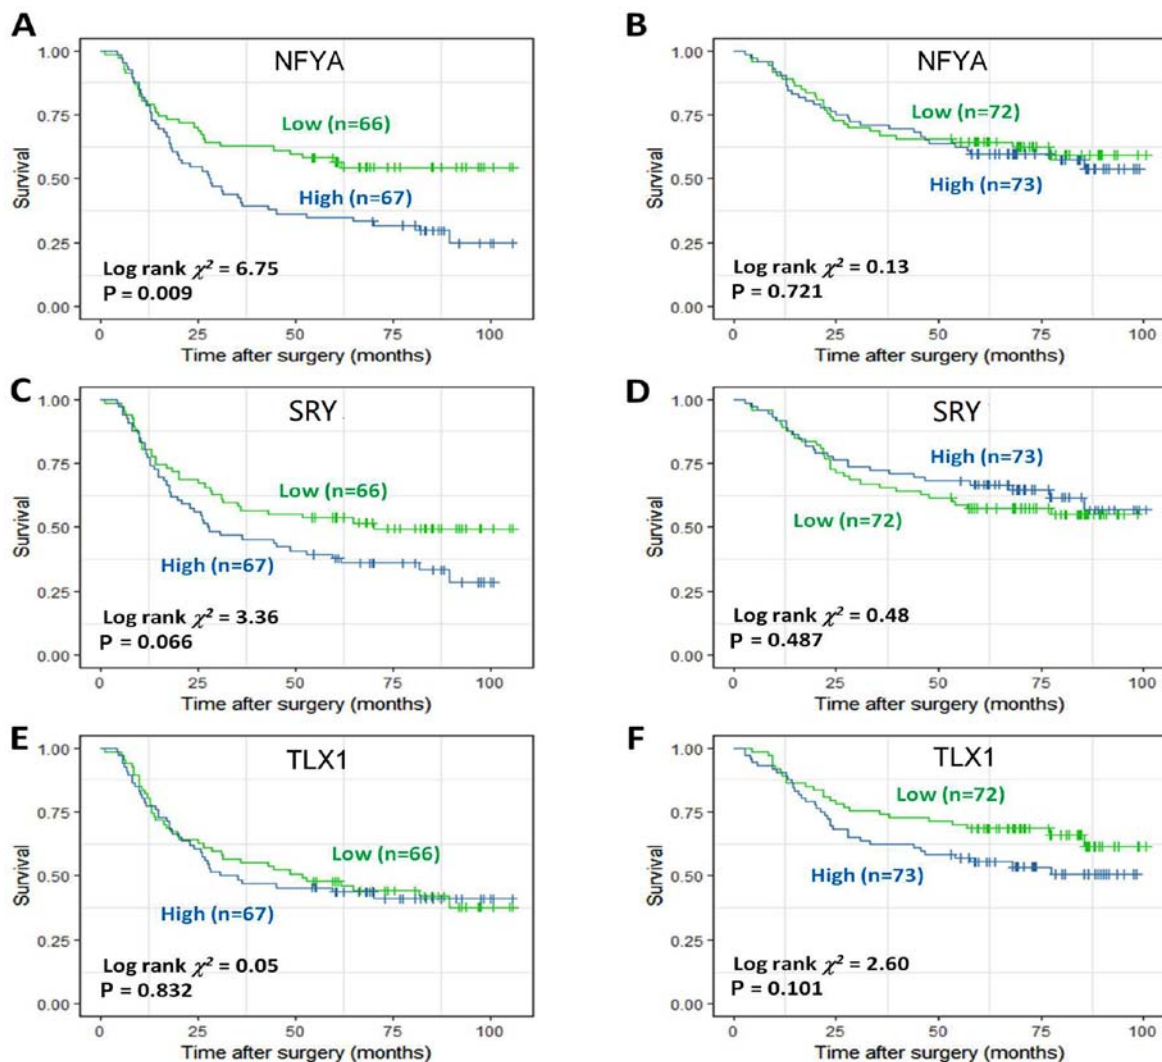 A
NFYA
1.00
0.75
0.50
0.25
0.00
Survival
Low (n=66)
High (n=67)
Log rank χ² = 6.75
P = 0.009
0 25 50 75 100
Time after surgery (months)
B
NFYA
1.00
0.75
0.50
0.25
0.00
Survival
Low (n=72)
High (n=73)
Log rank χ² = 0.13
P = 0.721
0 25 50 75 100
Time after surgery (months)
C
SRY
1.00
0.75
0.50
0.25
0.00
Survival
Low (n=66)
High (n=67)
Log rank χ² = 3.36
P = 0.066
0 25 50 75 100
Time after surgery (months)
D
SRY
1.00
0.75
0.50
0.25
0.00
Survival
High (n=73)
Low (n=72)
Log rank χ² = 0.48
P = 0.487
0 25 50 75 100
Time after surgery (months)
E
TLX1
1.00
0.75
0.50
0.25
0.00
Survival
Low (n=66)
High (n=67)
Log rank χ² = 0.05
P = 0.832
0 25 50 75 100
Time after surgery (months)
F
TLX1
1.00
0.75
0.50
0.25
0.00
Survival
Low (n=72)
High (n=73)
Log rank χ² = 2.60
P = 0.101
0 25 50 75 100
Time after surgery (months)